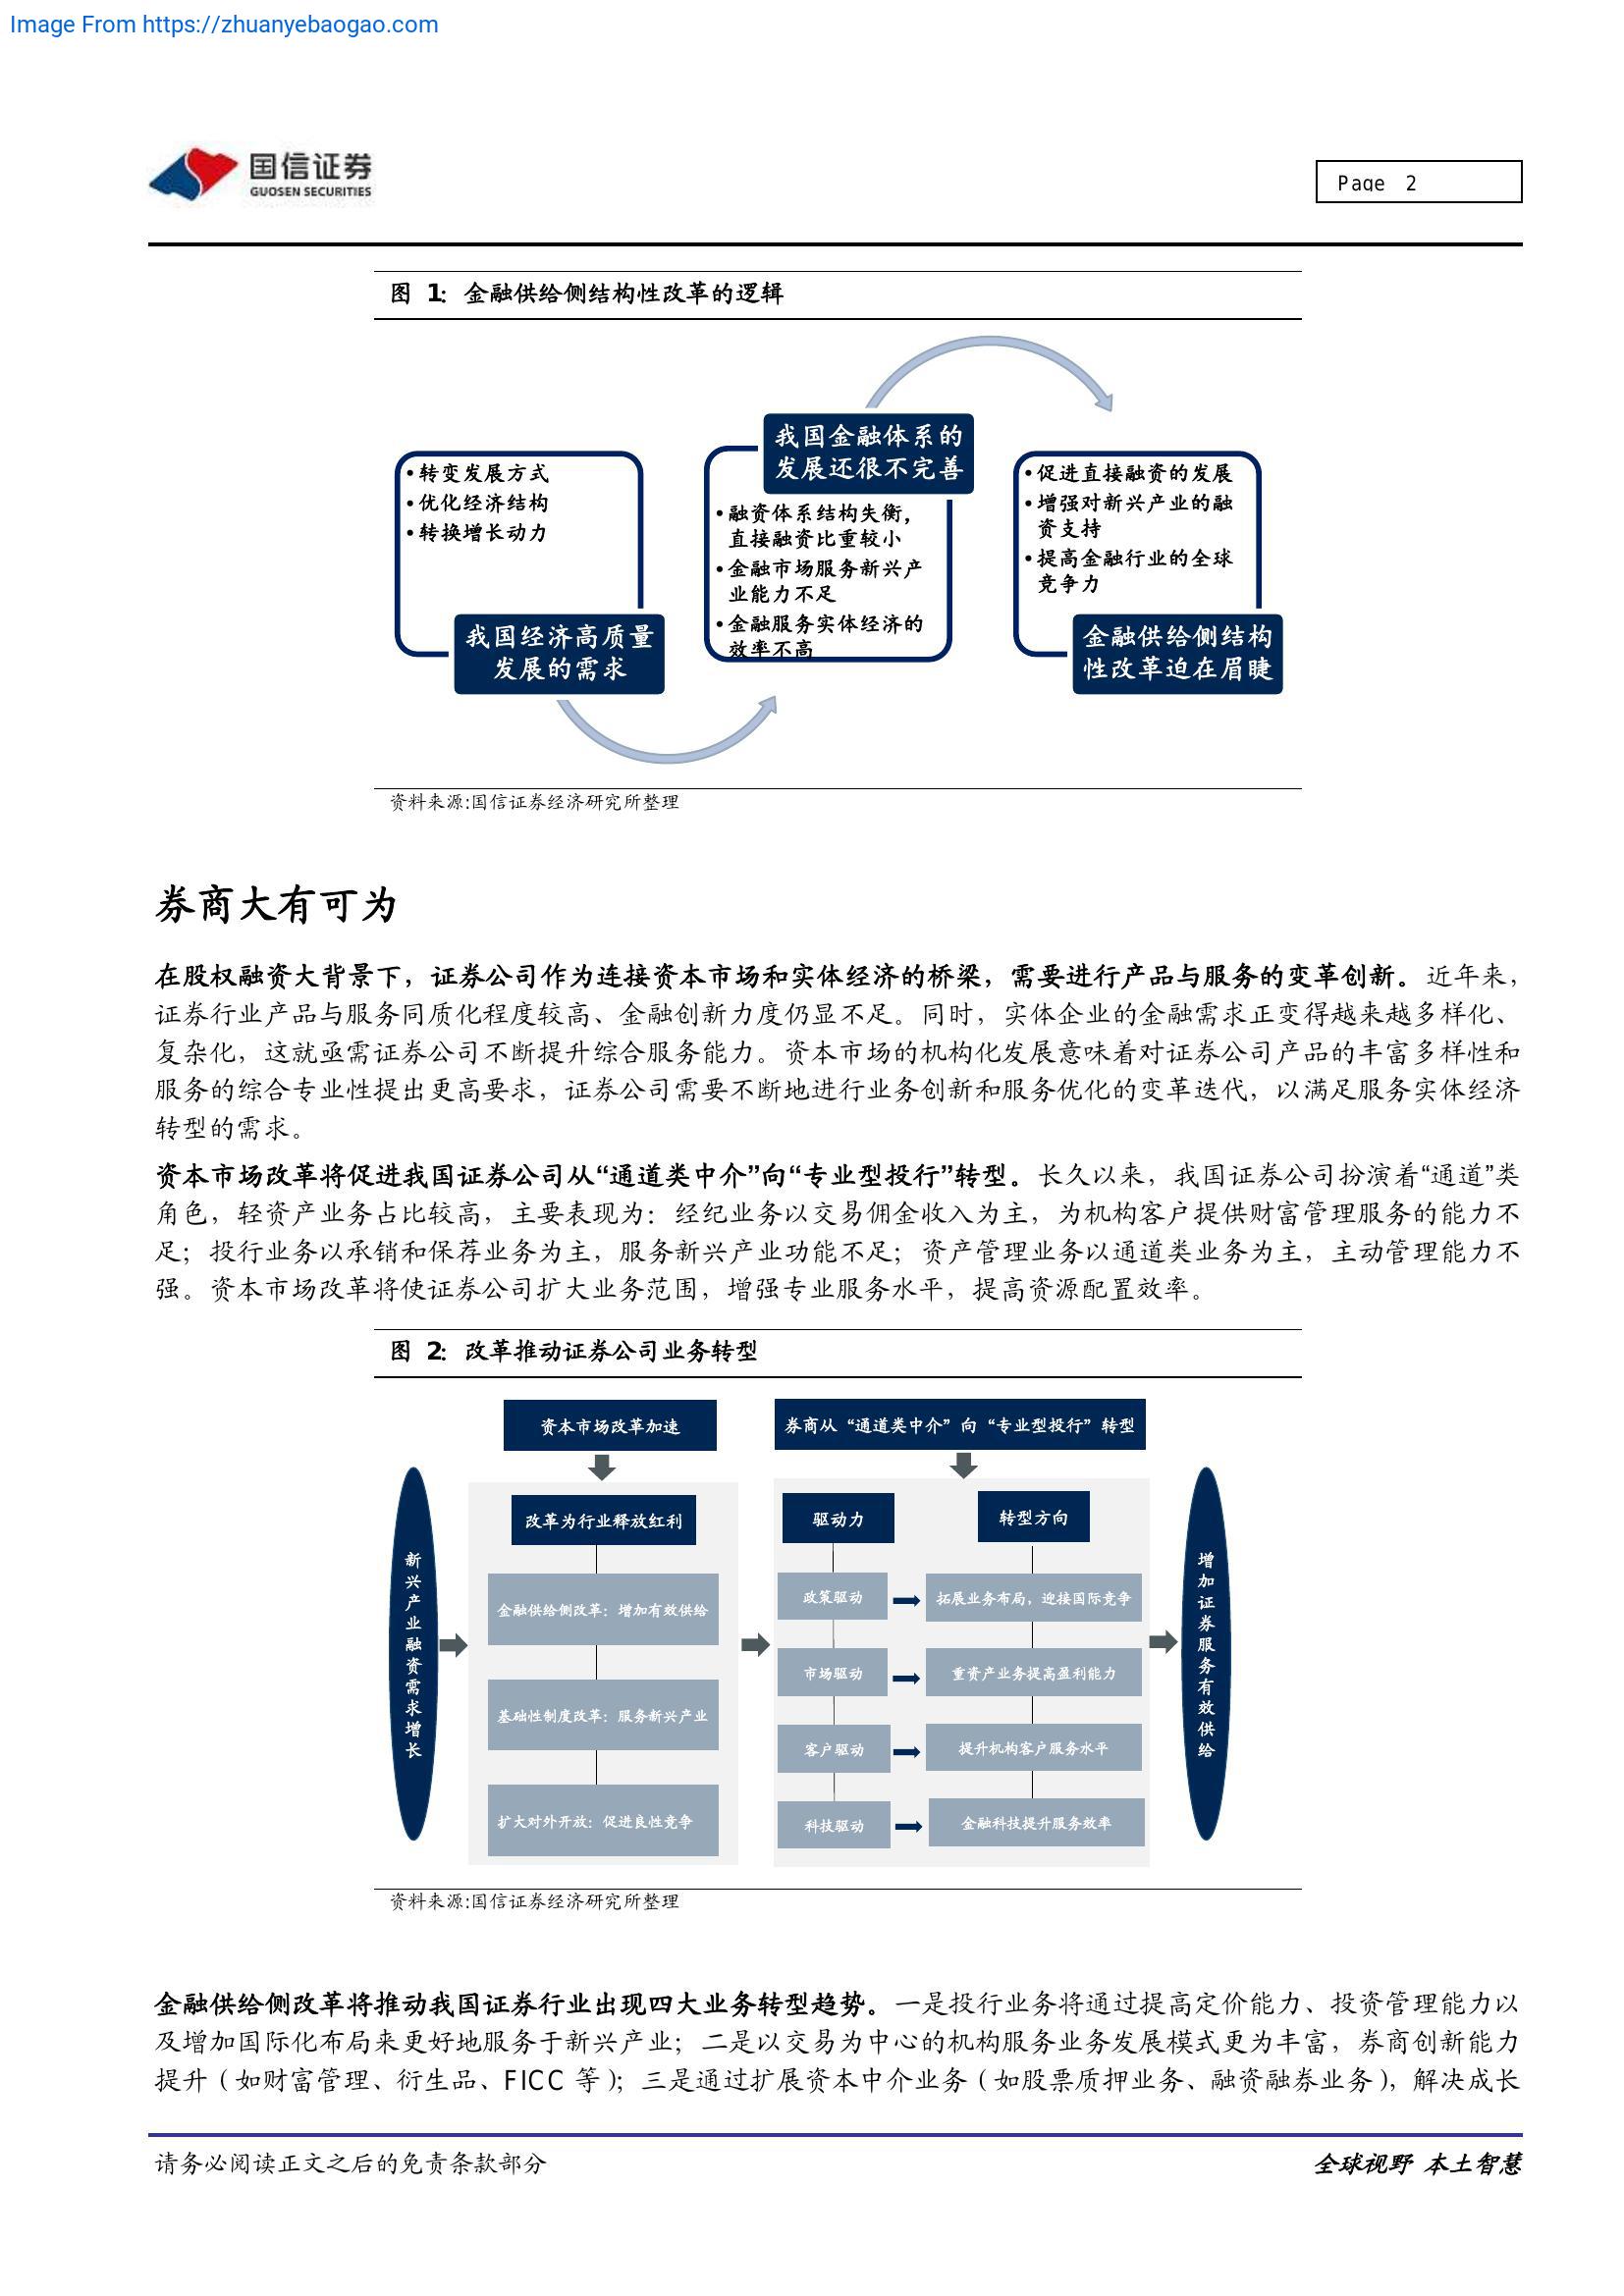 Image From https://zhuanyebaogao.com
国信证券
GUOSEN SECURITIES
Page 2
图 1: 金融供给侧结构性改革的逻辑
•转变发展方式
•优化经济结构
•转换增长动力
我国经济高质量
发展的需求
我国金融体系的
发展还很不完善
•融资体系结构失衡，
直接融资比重较小
•金融市场服务新兴产
业能力不足
•金融服务实体经济的
效率不高
•促进直接融资的发展
•增强对新兴产业的融
资支持
•提高金融行业的全球
竞争力
金融供给侧结构
性改革迫在眉睫
资料来源:国信证券经济研究所整理
券商大有可为
在股权融资大背景下，证券公司作为连接资本市场和实体经济的桥梁，需要进行产品与服务的变革创新。近年来，
证券行业产品与服务同质化程度较高、金融创新力度仍显不足。同时，实体企业的金融需求正变得越来越多样化、
复杂化，这就亟需证券公司不断提升综合服务能力。资本市场的机构化发展意味着对证券公司产品的丰富多样性和
服务的综合专业性提出更高要求，证券公司需要不断地进行业务创新和服务优化的变革迭代，以满足服务实体经济
转型的需求。
资本市场改革将促进我国证券公司从“通道类中介”向“专业型投行”转型。长久以来，我国证券公司扮演着“通道”类
角色，轻资产业务占比较高，主要表现为：经纪业务以交易佣金收入为主，为机构客户提供财富管理服务的能力不
足；投行业务以承销和保荐业务为主，服务新兴产业功能不足；资产管理业务以通道类业务为主，主动管理能力不
强。资本市场改革将使证券公司扩大业务范围，增强专业服务水平，提高资源配置效率。
图 2: 改革推动证券公司业务转型
新兴产业融资需求增长
资本市场改革加速
改革为行业释放红利
金融供给侧改革：增加有效供给
基础性制度改革：服务新兴产业
扩大对外开放：促进良性竞争
券商从“通道类中介”向“专业型投行”转型
驱动力
转型方向
政策驱动
拓展业务布局，迎接国际竞争
市场驱动
重资产业务提高盈利能力
客户驱动
提升机构客户服务水平
科技驱动
金融科技提升服务效率
增加证券服务有效供给
资料来源:国信证券经济研究所整理
金融供给侧改革将推动我国证券行业出现四大业务转型趋势。一是投行业务将通过提高定价能力、投资管理能力以
及增加国际化布局来更好地服务于新兴产业；二是以交易为中心的机构服务业务发展模式更为丰富，券商创新能力
提升（如财富管理、衍生品、FICC 等）；三是通过扩展资本中介业务（如股票质押业务、融资融券业务），解决成长
请务必阅读正文之后的免责条款部分
全球视野 本土智慧